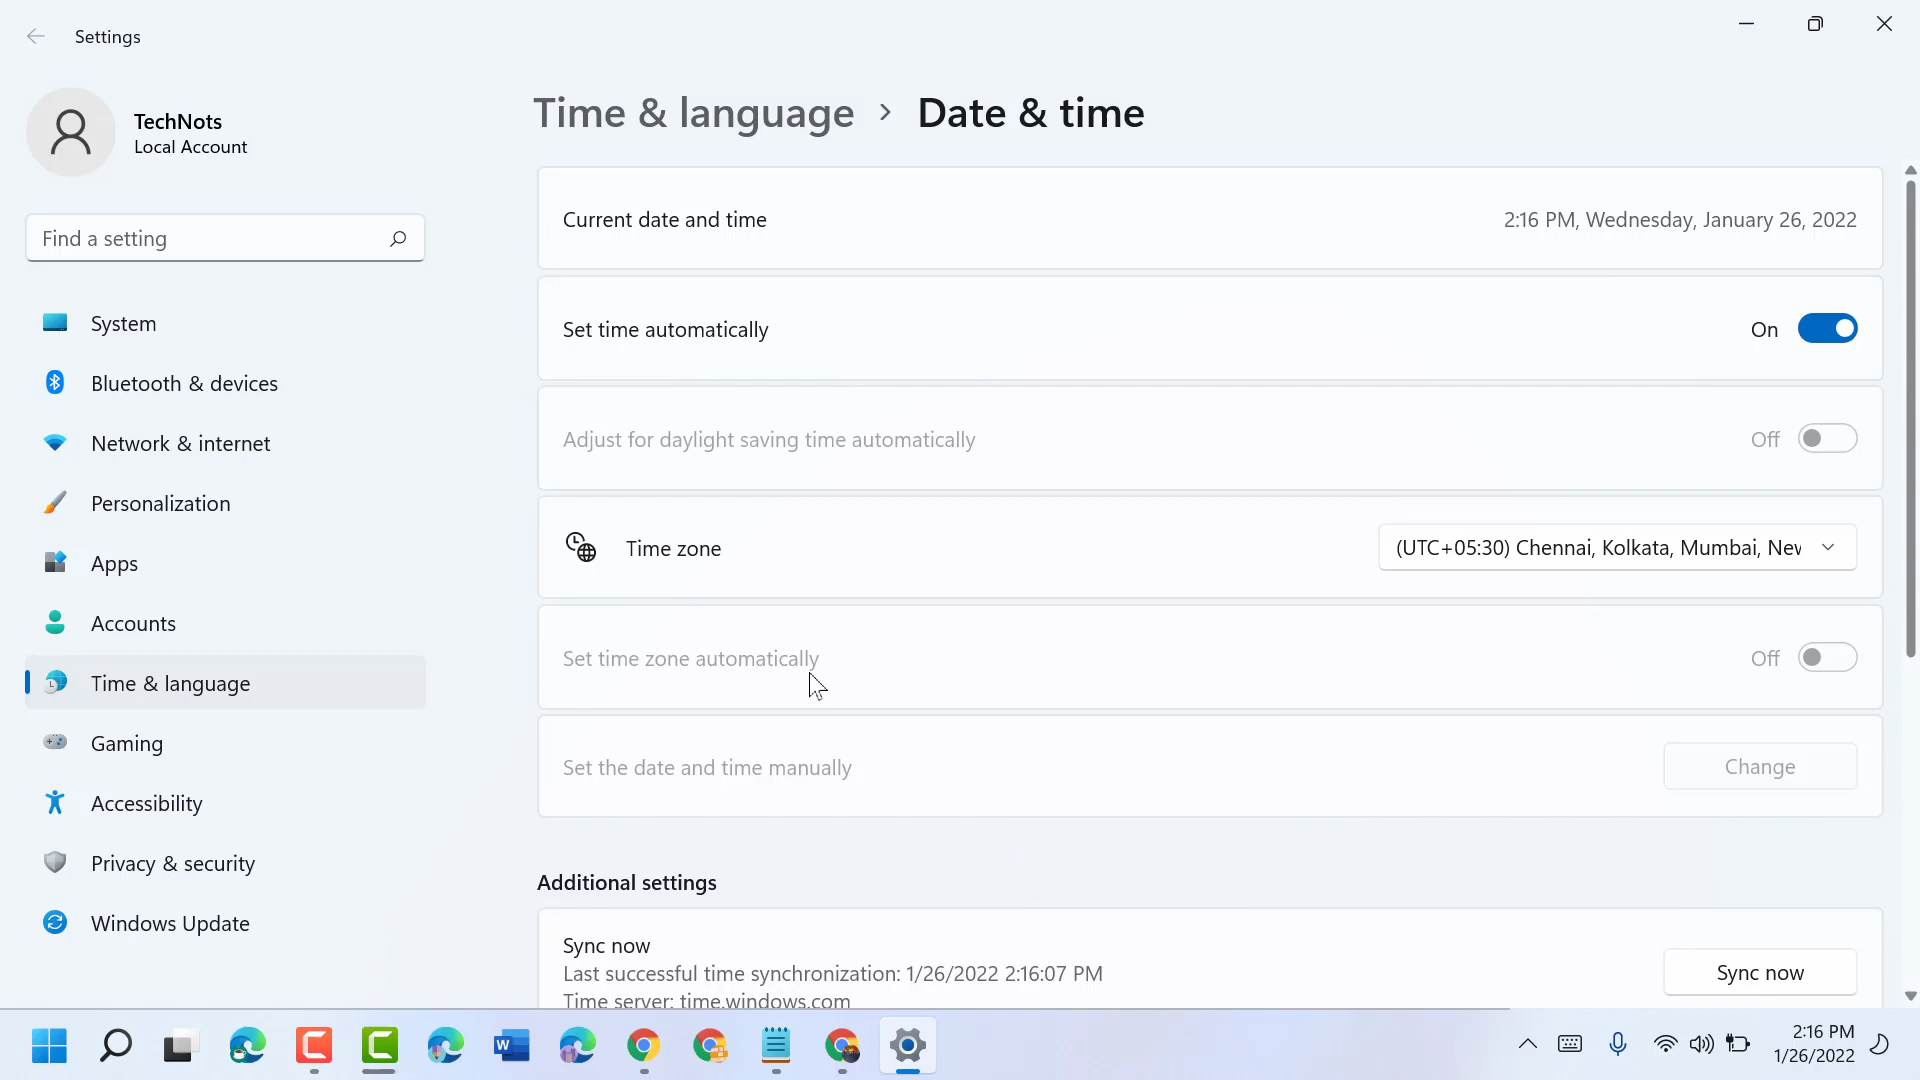 Settings
TechNots
Local Account
Find a setting
System
Bluetooth & devices
Network & internet
Personalization
Apps
Accounts
Time & language
Gaming
Accessibility
Privacy & security
Windows Update
Time & language > Date & time
Current date and time
2:16 PM, Wednesday, January 26, 2022
Set time automatically
On
Adjust for daylight saving time automatically
Off
Time zone
(UTC+05:30) Chennai, Kolkata, Mumbai, Nev
Set time zone automatically
Off
Set the date and time manually
Change
Additional settings
Sync now
Last successful time synchronization: 1/26/2022 2:16:07 PM
Time server: time.windows.com
Sync now
2:16 PM
1/26/2022